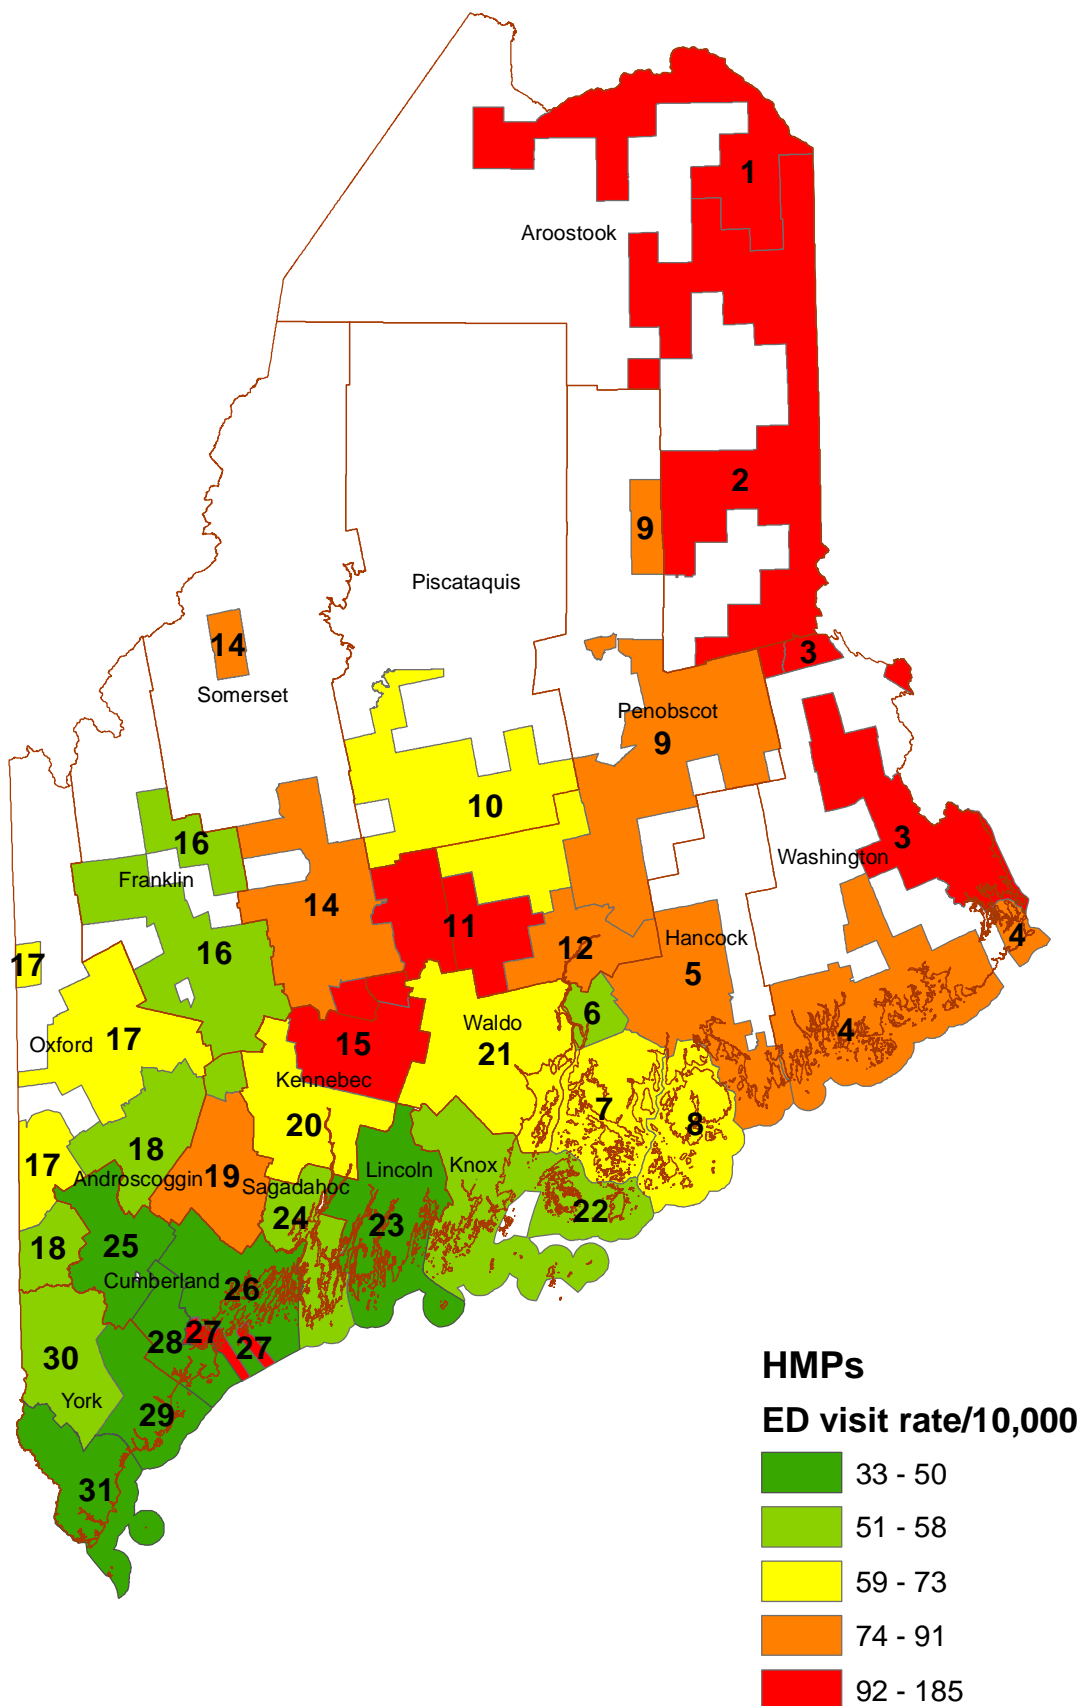 1
Aroostook
2
9
Piscataquis
14
3
Somerset
Penobscot
9
10
16
3
Washington
Franklin
14
11
4
16
12
Hancock
17
5
6
Waldo
Oxford
17
15
21
4
Kennebec
7
8
20
18
17
Lincoln
Knox
Androscoggin
19
Sagadahoc
24
22
23
18
25
Cumberland
26
27
28
27
30
HMPs
York
29
ED visit rate/10,000
33 - 50
31
51 - 58
59 - 73
74 - 91
92 - 185